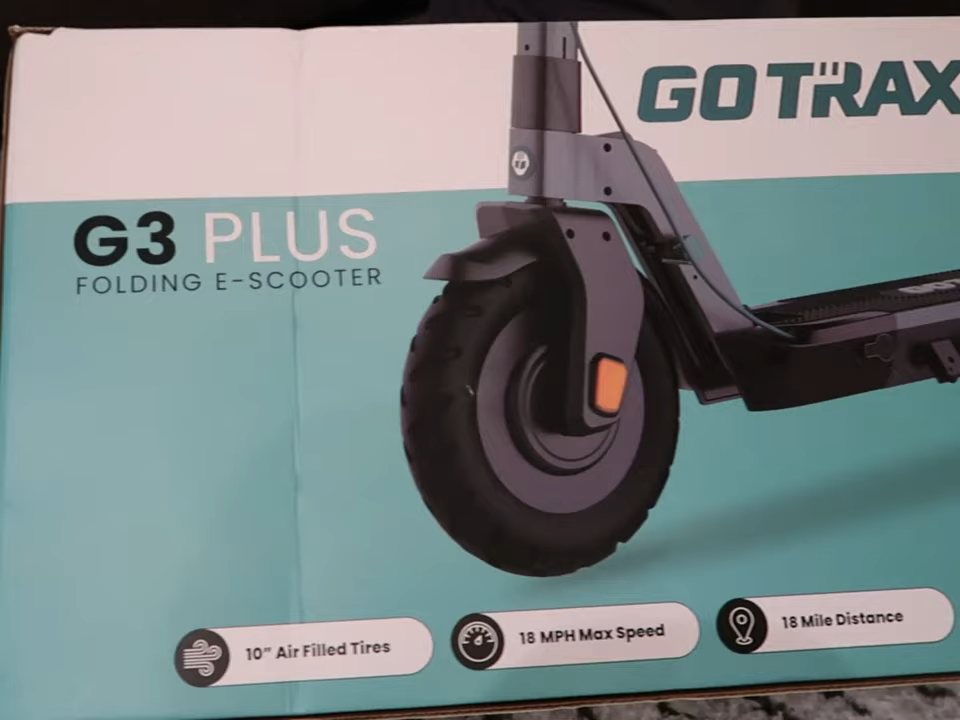 GOTRAX
G3 PLUS
FOLDING E-SCOOTER
10" Air Filled Tires
18 MPH Max Speed
18 Mile Distance